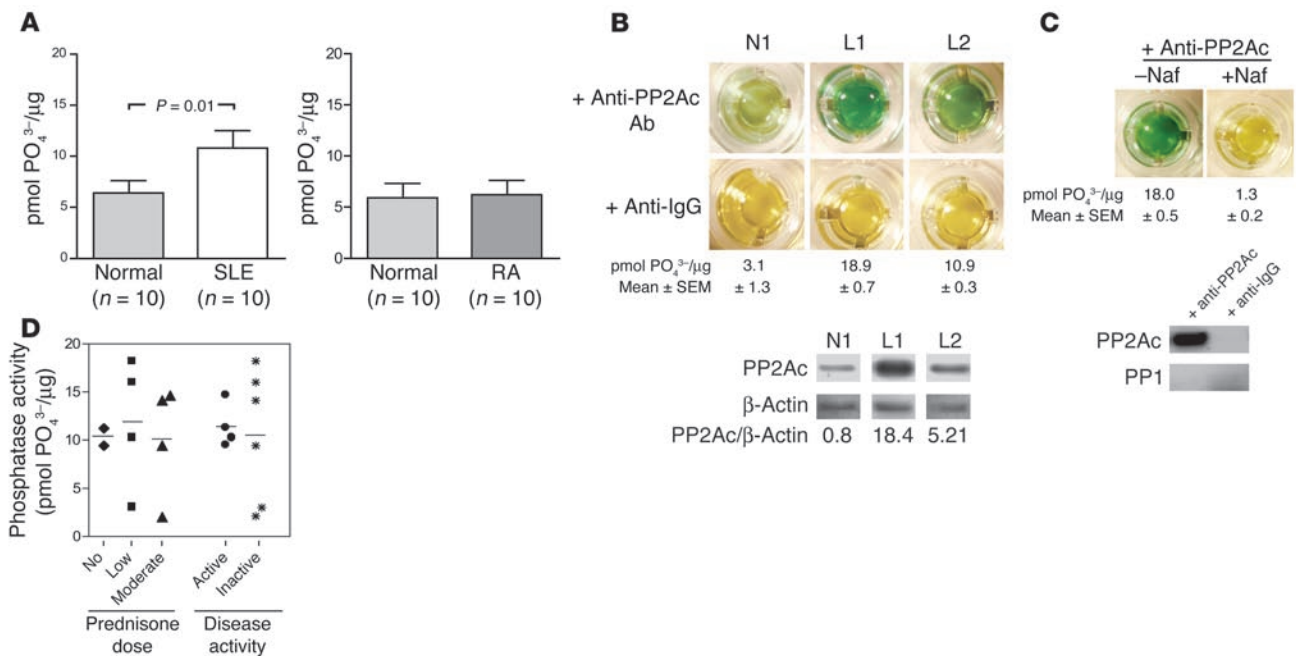 A
pmol PO₄³⁻/µg
20
15
10
5
0
P = 0.01
Normal
(n = 10)
SLE
(n = 10)
pmol PO₄³⁻/µg
20
15
10
5
0
Normal
(n = 10)
RA
(n = 10)
B
N1 L1 L2
+ Anti-PP2Ac
Ab
+ Anti-IgG
pmol PO₄³⁻/µg 3.1 18.9 10.9
Mean ± SEM ± 1.3 ± 0.7 ± 0.3
N1 L1 L2
PP2Ac
β-Actin
PP2Ac/β-Actin 0.8 18.4 5.21
C
+ Anti-PP2Ac
–Naf +Naf
pmol PO₄³⁻/µg 18.0 1.3
Mean ± SEM ± 0.5 ± 0.2
+ anti-PP2Ac
+ anti-IgG
PP2Ac
PP1
D
Phosphatase activity
(pmol PO₄³⁻/µg)
20
15
10
5
0
No
Low
Moderate
Active
Inactive
Prednisone
dose
Disease
activity